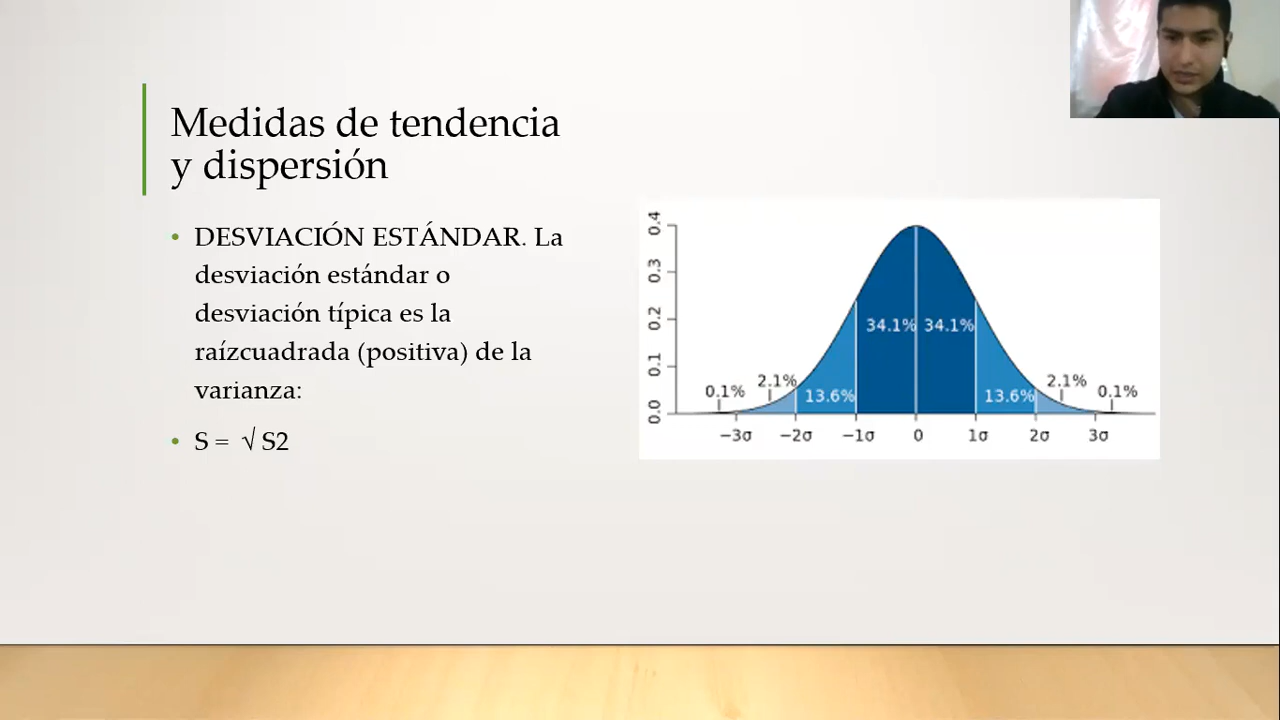 Medidas de tendencia
y dispersión
• DESVIACIÓN ESTÁNDAR. La
desviación estándar o
desviación típica es la
raízcuadrada (positiva) de la
varianza:
• S = √ S2
0.4
0.3
0.2
0.1
0.0
34.1% 34.1%
0.1% 2.1% 13.6% 13.6% 2.1% 0.1%
−3σ −2σ −1σ 0 1σ 2σ 3σ